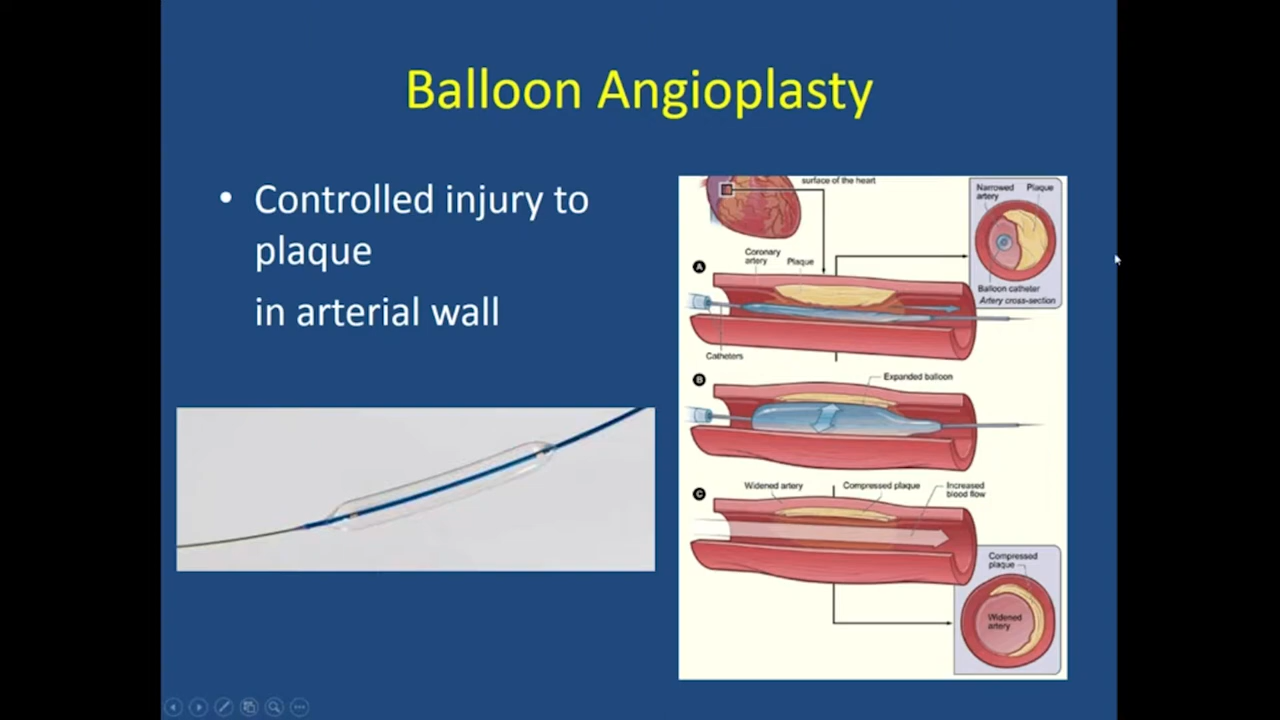 Balloon Angioplasty
• Controlled injury to
plaque
in arterial wall
surface of the heart
Narrowed
artery
Plaque
Balloon catheter
Artery cross-section
A
Coronary
artery
Plaque
Catheters
B
Expanded balloon
C
Widened artery
Compressed plaque
Increased
blood flow
Compressed
plaque
Widened
artery